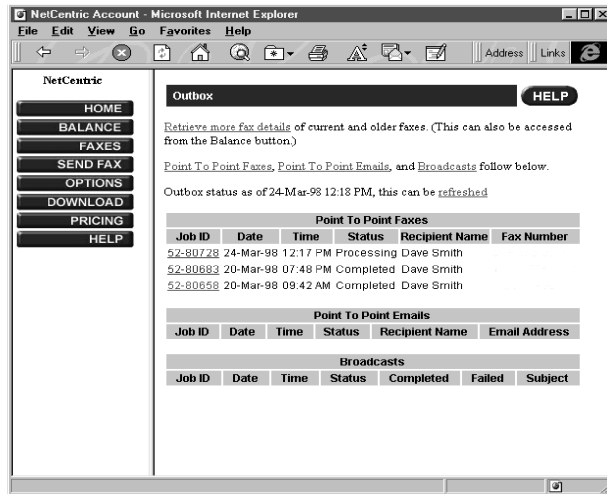 NetCentric Account - Microsoft Internet Explorer
File Edit View Go Favorites Help
Address Links
NetCentric
HOME
BALANCE
FAXES
SEND FAX
OPTIONS
DOWNLOAD
PRICING
HELP
Outbox HELP
Retrieve more fax details of current and older faxes. (This can also be accessed
from the Balance button.)
Point To Point Faxes, Point To Point Emails, and Broadcasts follow below.
Outbox status as of 24-Mar-98 12:18 PM, this can be refreshed
Point To Point Faxes
Job ID Date Time Status Recipient Name Fax Number
52-80728 24-Mar-98 12:17 PM Processing Dave Smith
52-80683 20-Mar-98 07:48 PM Completed Dave Smith
52-80658 20-Mar-98 09:42 AM Completed Dave Smith
Point To Point Emails
Job ID Date Time Status Recipient Name Email Address
Broadcasts
Job ID Date Time Status Completed Failed Subject